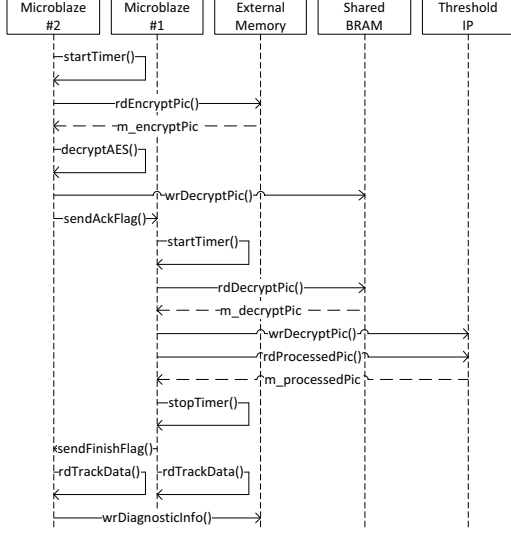 Microblaze
#2
Microblaze
#1
External
Memory
Shared
BRAM
Threshold
IP
startTimer()
rdEncryptPic()
m_encryptPic
decryptAES()
wrDecryptPic()
sendAckFlag()
startTimer()
rdDecryptPic()
m_decryptPic
wrDecryptPic()
rdProcessedPic()
m_processedPic
stopTimer()
sendFinishFlag()
rdTrackData()
rdTrackData()
wrDiagnosticInfo()